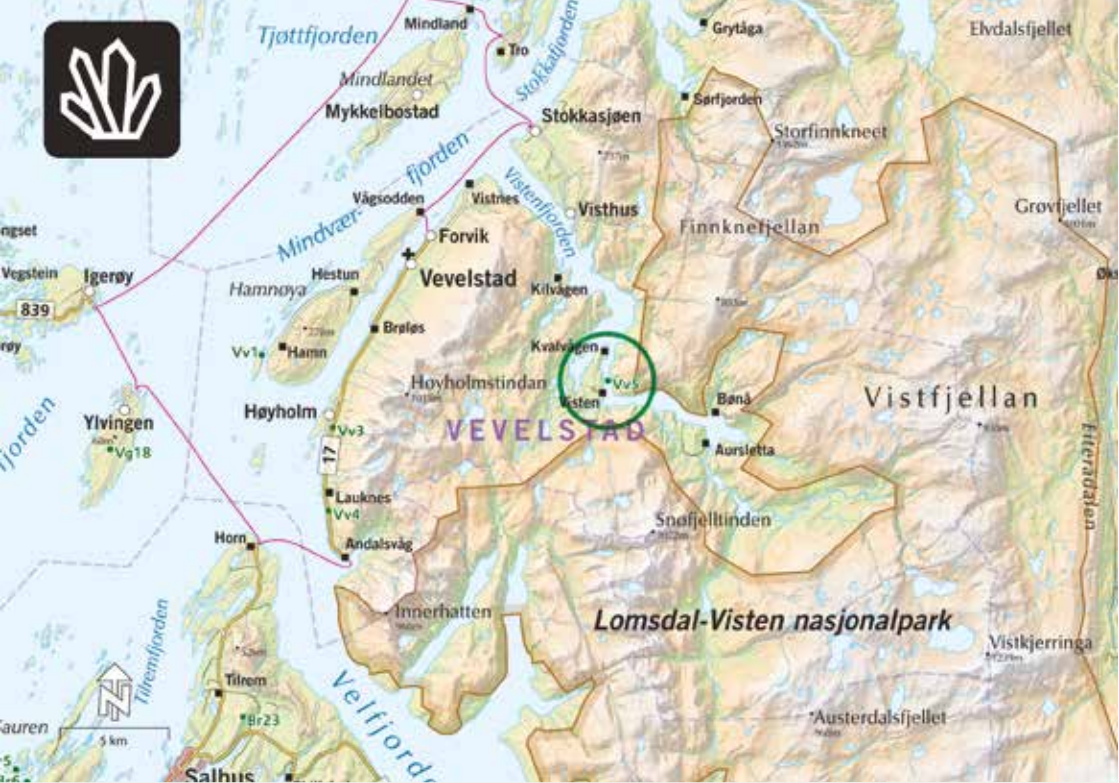 Mindland
Grytåga
Elvdalsfjellet
Tjøttfjorden
Tro
Stokkafjorden
Mindlandet
Mykkelbostad
Sørfjorden
Stokkasjøen
Storfinnkneet
Mindvær-
fjorden
Vistenfjorden
Vågsodden
Vistnes
Visthus
Finnknefjellan
Grøvfjellet
Forvik
Vegstein
Igerøy
Hestun
Vevelstad
Hamnøya
Kilvågen
839
Brøløs
Kvalvågen
Vv1
Hamn
Høyholmstindan
Vv5
Visten
Bønå
Vistfjellan
Ylvingen
Høyholm
VEVELSTAD
Vv3
Vg18
Aursletta
17
Eiterådalen
Lauknes
Vv4
Snøfjelltinden
Horn
Andalsvåg
Innerhatten
Lomsdal-Visten nasjonalpark
Vistkjerringa
Tilremfjorden
Tilrem
Velfjorde
N
Br23
Austerdalsfjellet
5 km
Salhus